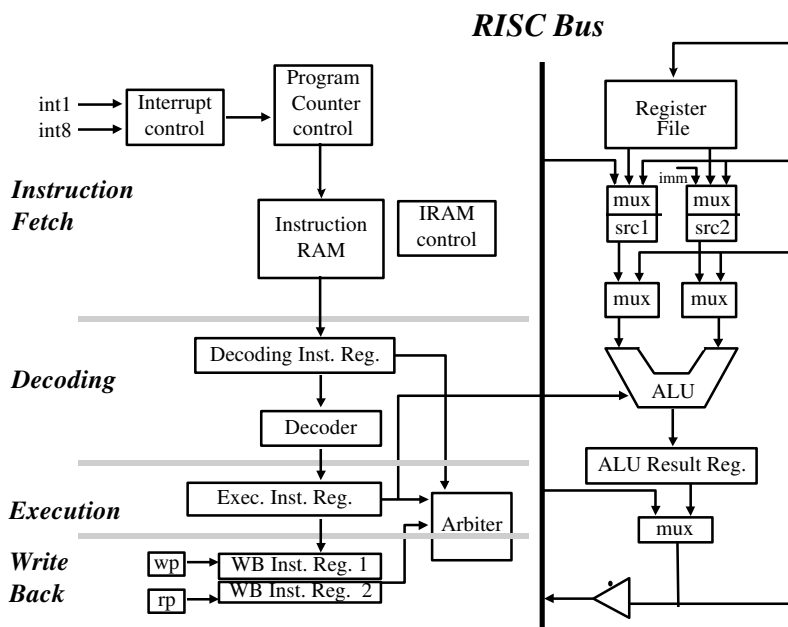 RISC Bus
int1
int8
Interrupt
control
Program
Counter
control
Register
File
Instruction
Fetch
imm
mux
src1
mux
src2
Instruction
RAM
IRAM
control
mux
mux
Decoding
Decoding Inst. Reg.
ALU
Decoder
ALU Result Reg.
Execution
Exec. Inst. Reg.
Arbiter
mux
Write
Back
wp
WB Inst. Reg. 1
rp
WB Inst. Reg. 2